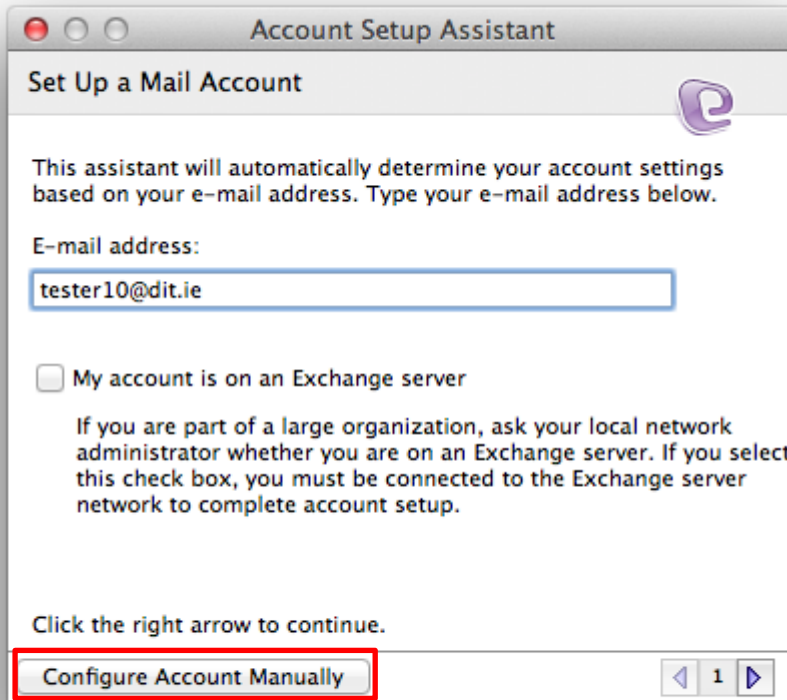 Account Setup Assistant
Set Up a Mail Account
This assistant will automatically determine your account settings
based on your e-mail address. Type your e-mail address below.
E-mail address:
tester10@dit.ie
My account is on an Exchange server
If you are part of a large organization, ask your local network
administrator whether you are on an Exchange server. If you select
this check box, you must be connected to the Exchange server
network to complete account setup.
Click the right arrow to continue.
Configure Account Manually
1